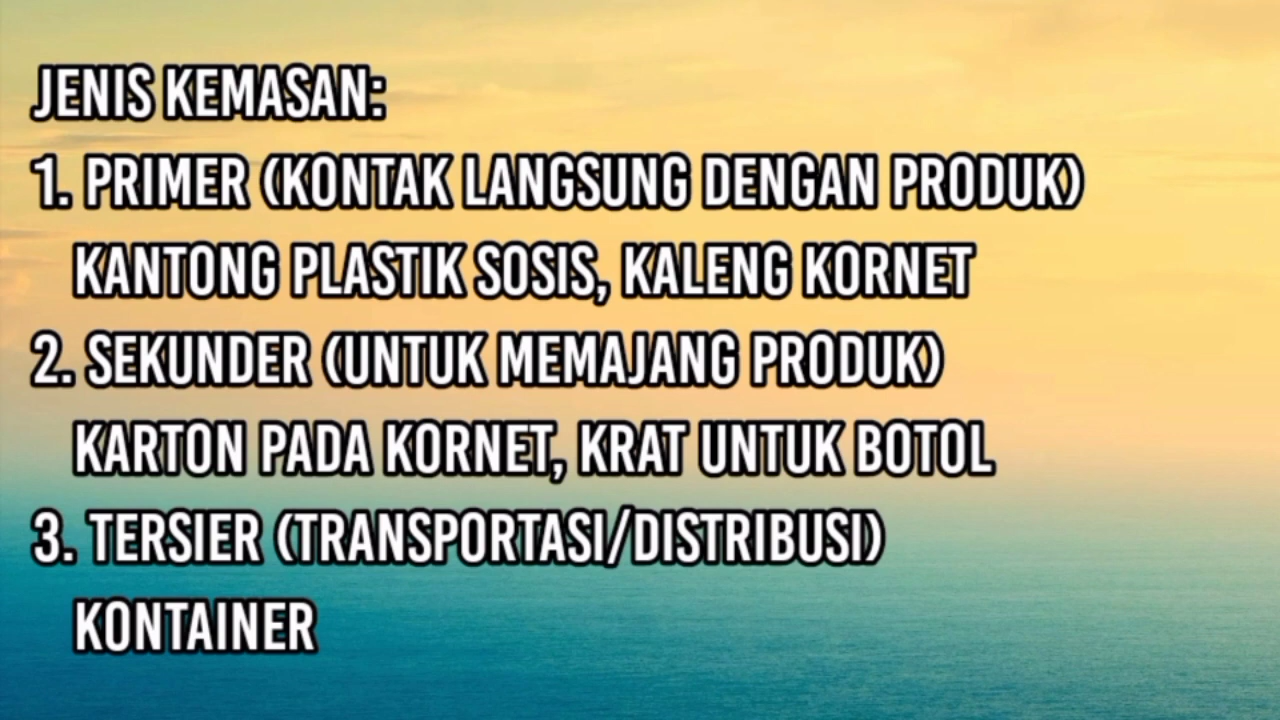 JENIS KEMASAN:
1. PRIMER (KONTAK LANGSUNG DENGAN PRODUK)
KANTONG PLASTIK SOSIS, KALENG KORNET
2. SEKUNDER (UNTUK MEMAJANG PRODUK)
KARTON PADA KORNET, KRAT UNTUK BOTOL
3. TERSIER (TRANSPORTASI/DISTRIBUSI)
KONTAINER